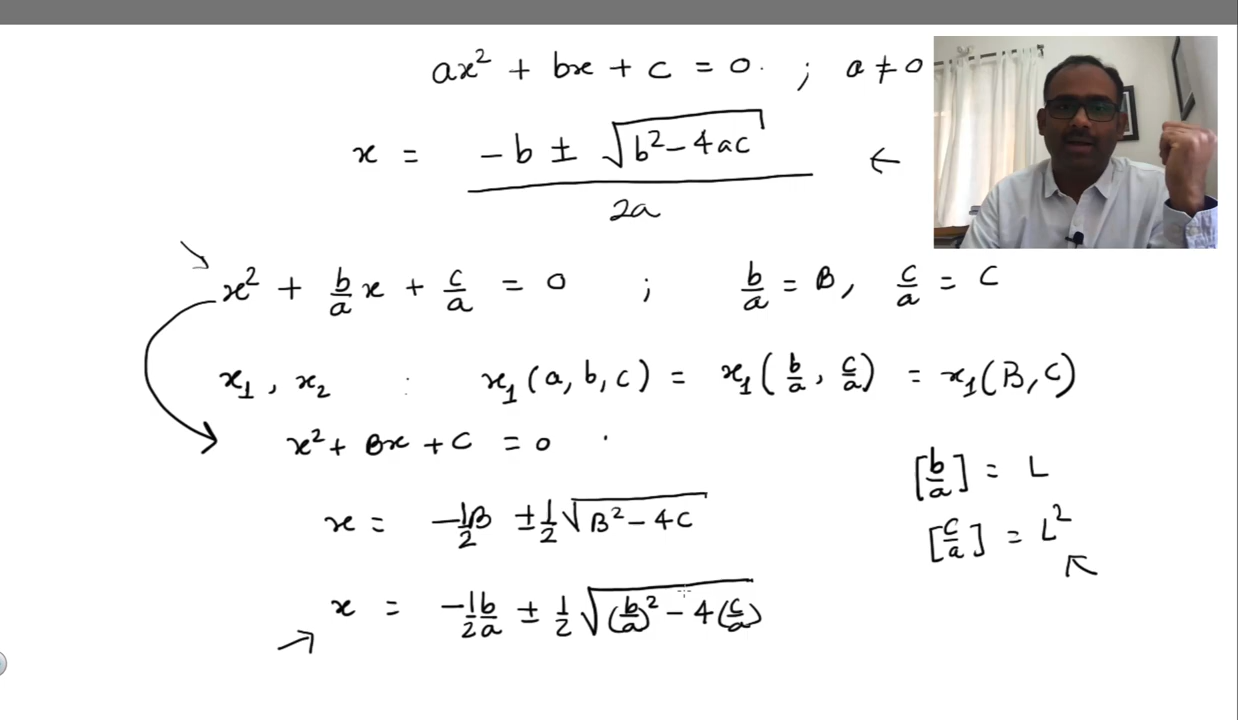 ax² + bx + c = 0 . ; a ≠ 0
x = (-b ± √(b² - 4ac)) / 2a ←
x² + b/a x + c/a = 0 ; b/a = B, c/a = C
x₁, x₂ : x₁(a, b, c) = x₁(b/a, c/a) = x₁(B, C)
x² + Bx + C = 0 .
[b/a] = L
x = -1/2 B ± 1/2 √(B² - 4C)
[c/a] = L²
x = -1/2 b/a ± 1/2 √((b/a)² - 4(c/a))